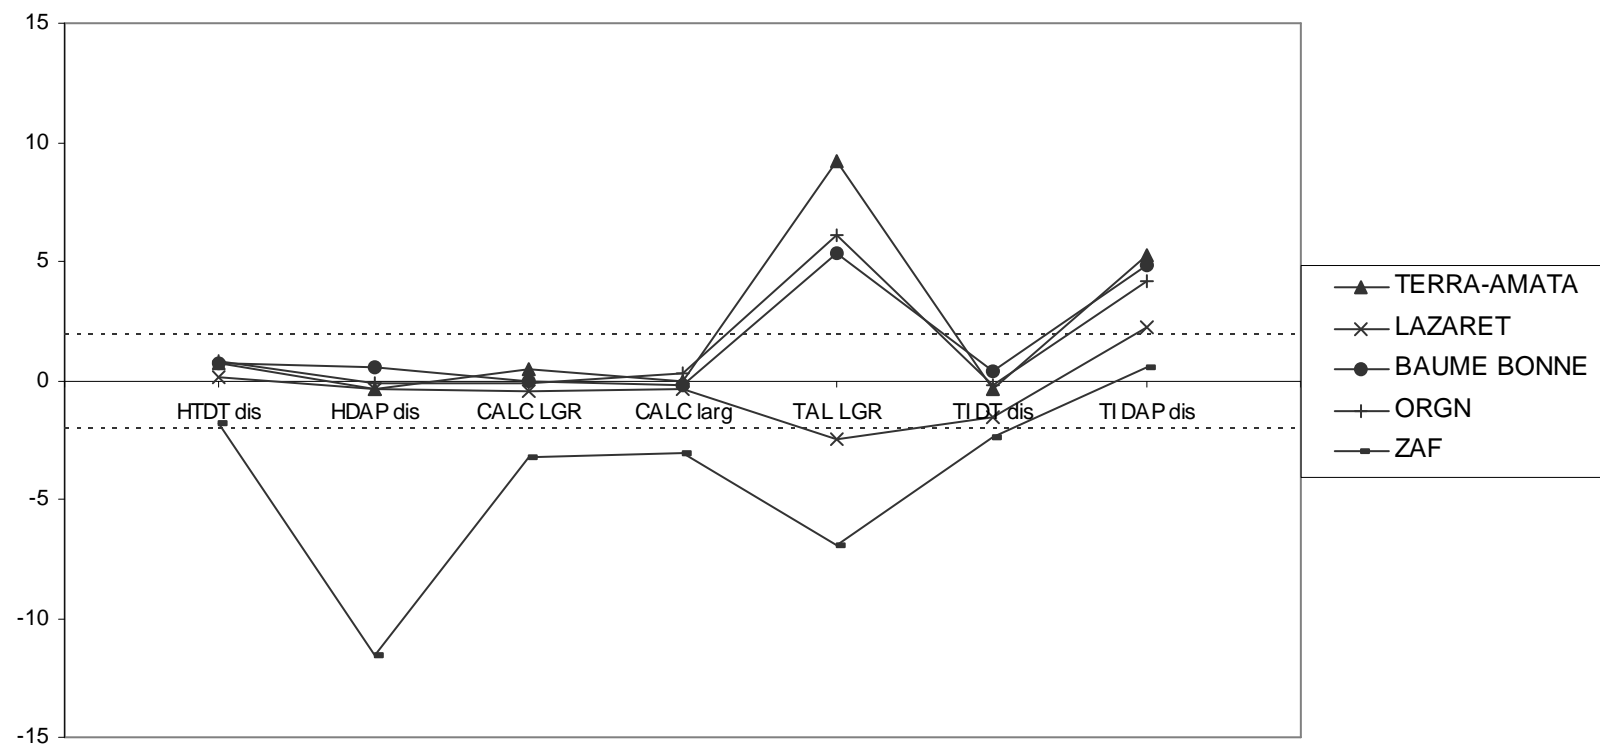 15
10
5
0
-5
-10
-15
HTDT dis
HDAP dis
CALC LGR
CALC larg
TAL LGR
TI DT dis
TI DAP dis
TERRA-AMATA
LAZARET
BAUME BONNE
ORGN
ZAF